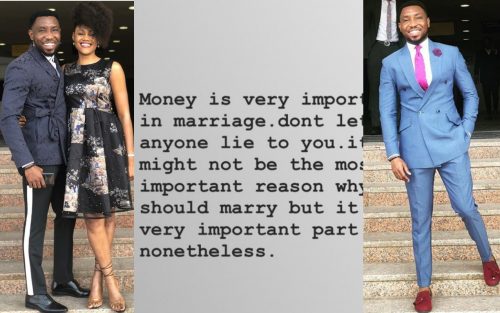 Money is very import
in marriage.dont let
anyone lie to you.it
might not be the mos
important reason why
should marry but it
very important part
nonetheless.